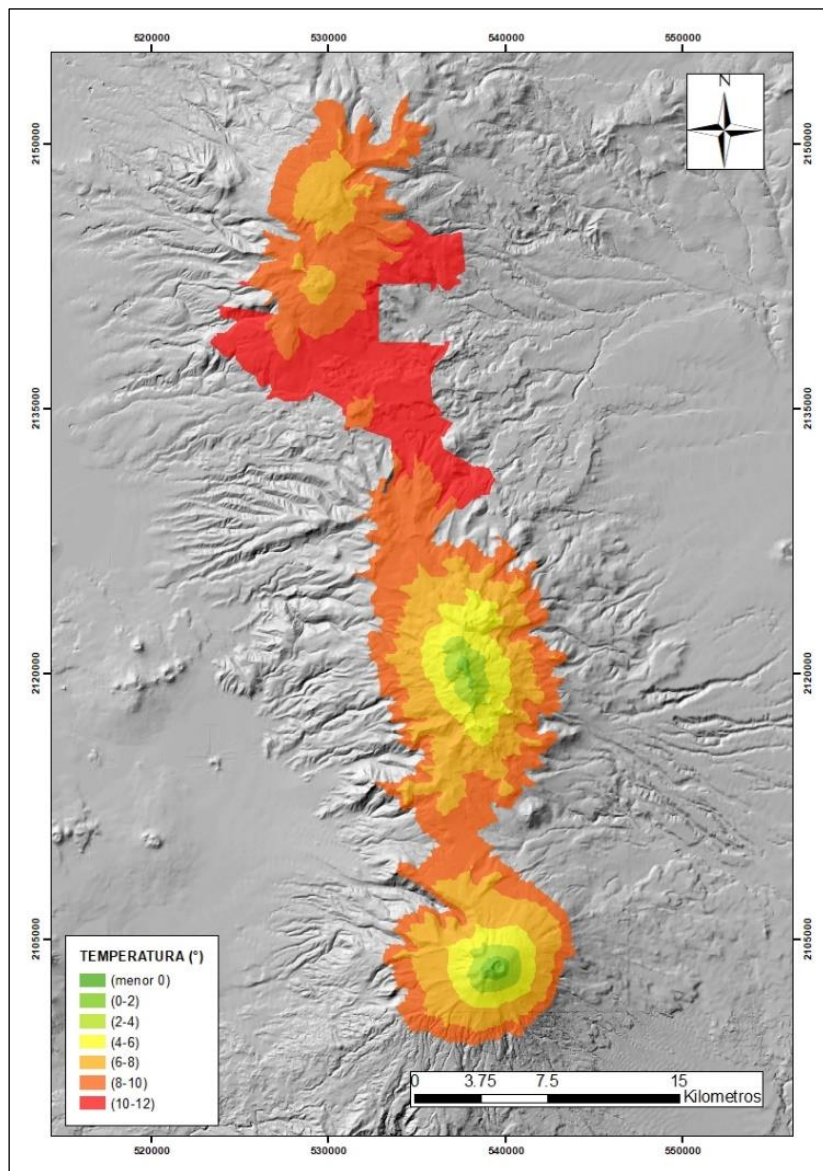 520000 530000 540000 550000
N
2150000 2150000
2135000 2135000
2120000 2120000
2105000 2105000
TEMPERATURA (°)
(menor 0)
(0-2)
(2-4)
(4-6)
(6-8)
(8-10)
(10-12)
0 3.75 7.5 15
Kilometros
520000 530000 540000 550000